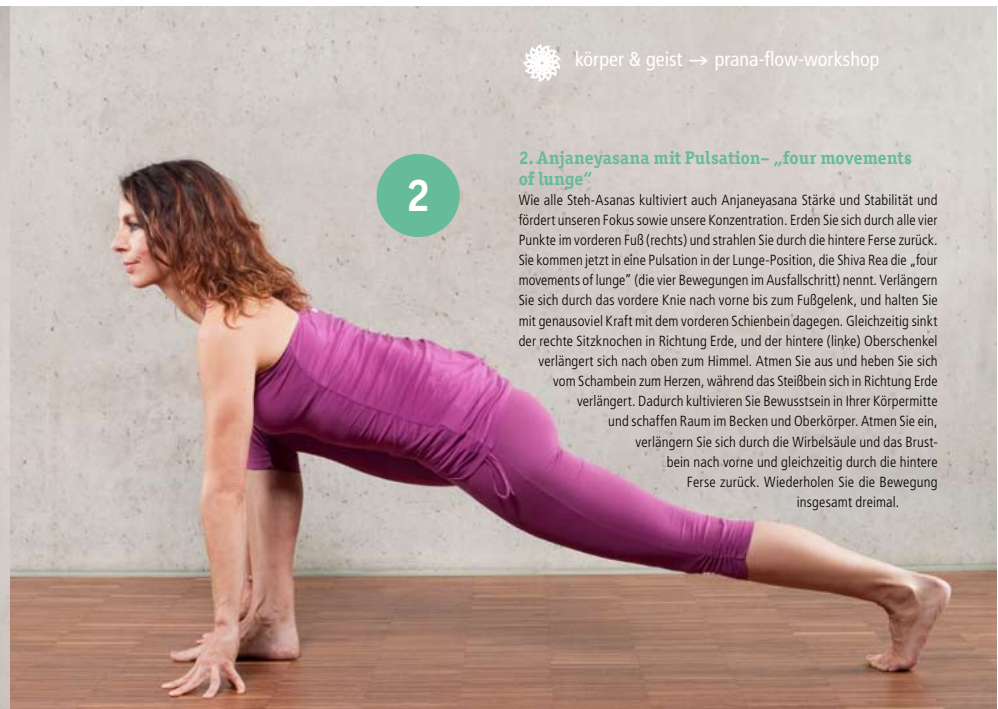 körper & geist → prana-flow-workshop
2
2. Anjaneyasana mit Pulsation– „four movements
of lunge“
Wie alle Steh-Asanas kultiviert auch Anjaneyasana Stärke und Stabilität und
fördert unseren Fokus sowie unsere Konzentration. Erden Sie sich durch alle vier
Punkte im vorderen Fuß (rechts) und strahlen Sie durch die hintere Ferse zurück.
Sie kommen jetzt in eine Pulsation in der Lunge-Position, die Shiva Rea die „four
movements of lunge“ (die vier Bewegungen im Ausfallschritt) nennt. Verlängern
Sie sich durch das vordere Knie nach vorne bis zum Fußgelenk, und halten Sie
mit genausoviel Kraft mit dem vorderen Schienbein dagegen. Gleichzeitig sinkt
der rechte Sitzknochen in Richtung Erde, und der hintere (linke) Oberschenkel
verlängert sich nach oben zum Himmel. Atmen Sie aus und heben Sie sich
vom Schambein zum Herzen, während das Steißbein sich in Richtung Erde
verlängert. Dadurch kultivieren Sie Bewusstsein in Ihrer Körpermitte
und schaffen Raum im Becken und Oberkörper. Atmen Sie ein,
verlängern Sie sich durch die Wirbelsäule und das Brust-
bein nach vorne und gleichzeitig durch die hintere
Ferse zurück. Wiederholen Sie die Bewegung
insgesamt dreimal.